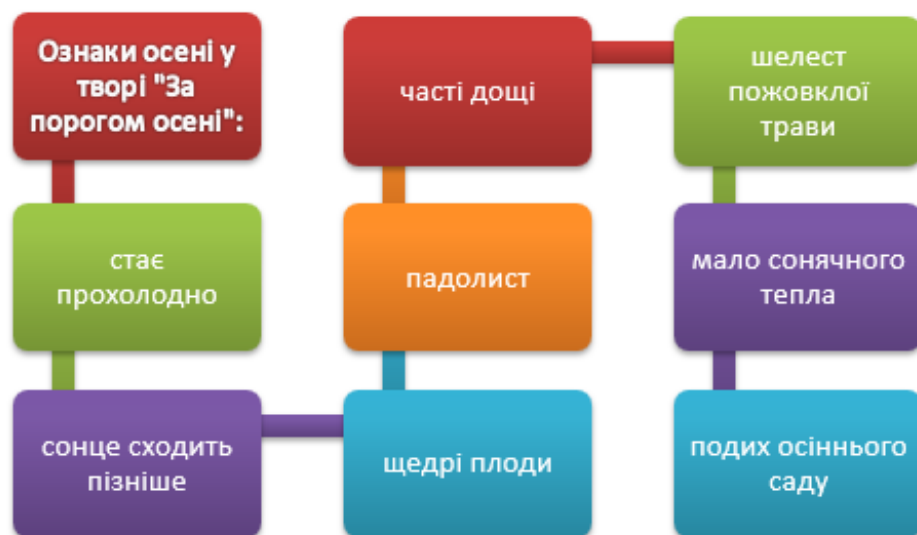 Ознаки осені у
творі "За
порогом осені":
стає
прохолодно
сонце сходить
пізніше
щедрі плоди
падолист
часті дощі
шелест
пожовклої
трави
мало сонячного
тепла
подих осіннього
саду